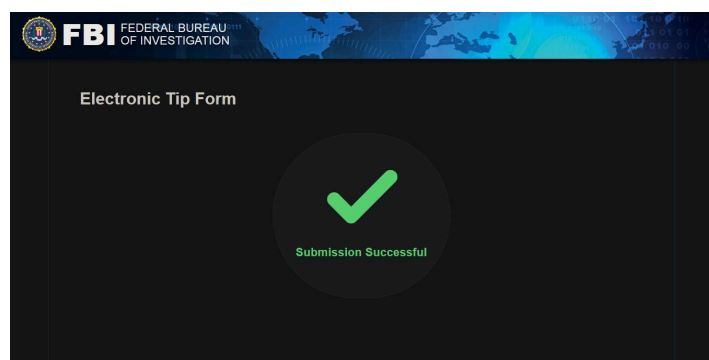 FBI FEDERAL BUREAU
OF INVESTIGATION
Electronic Tip Form
Submission Successful